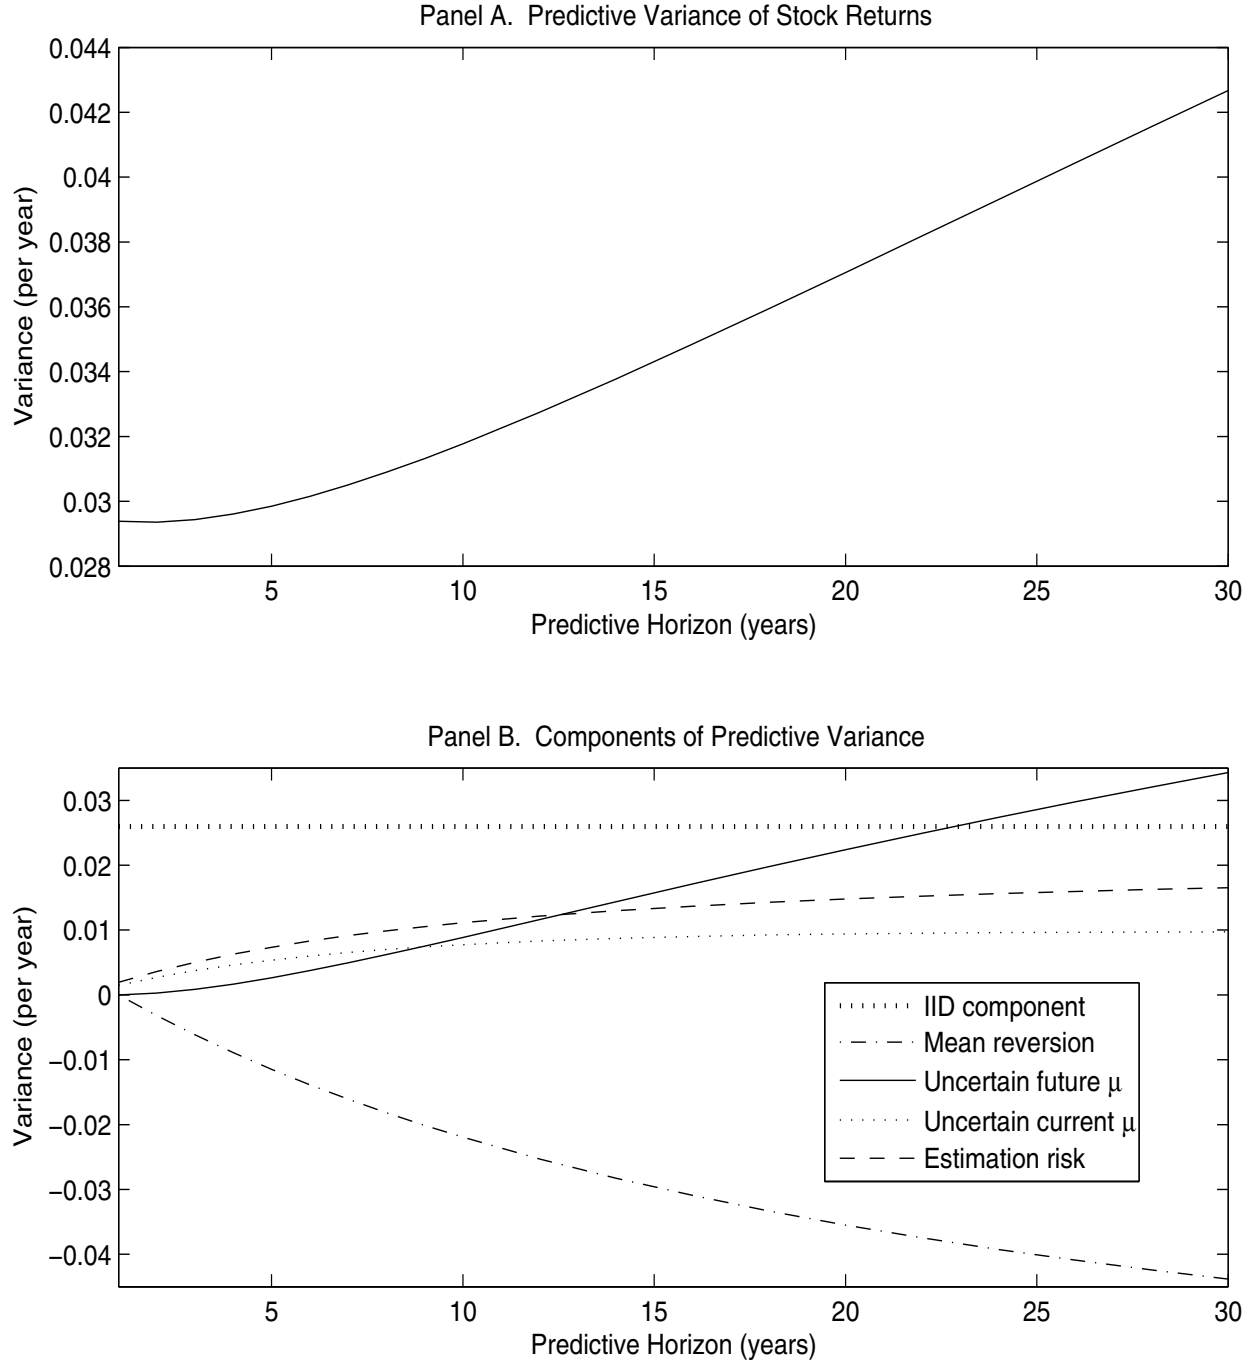 Panel A.  Predictive Variance of Stock Returns
0.044
0.042
0.04
0.038
0.036
0.034
0.032
0.03
0.028
Variance (per year)
5 10 15 20 25 30
Predictive Horizon (years)
Panel B.  Components of Predictive Variance
0.03
0.02
0.01
0
−0.01
−0.02
−0.03
−0.04
Variance (per year)
IID component
Mean reversion
Uncertain future μ
Uncertain current μ
Estimation risk
5 10 15 20 25 30
Predictive Horizon (years)